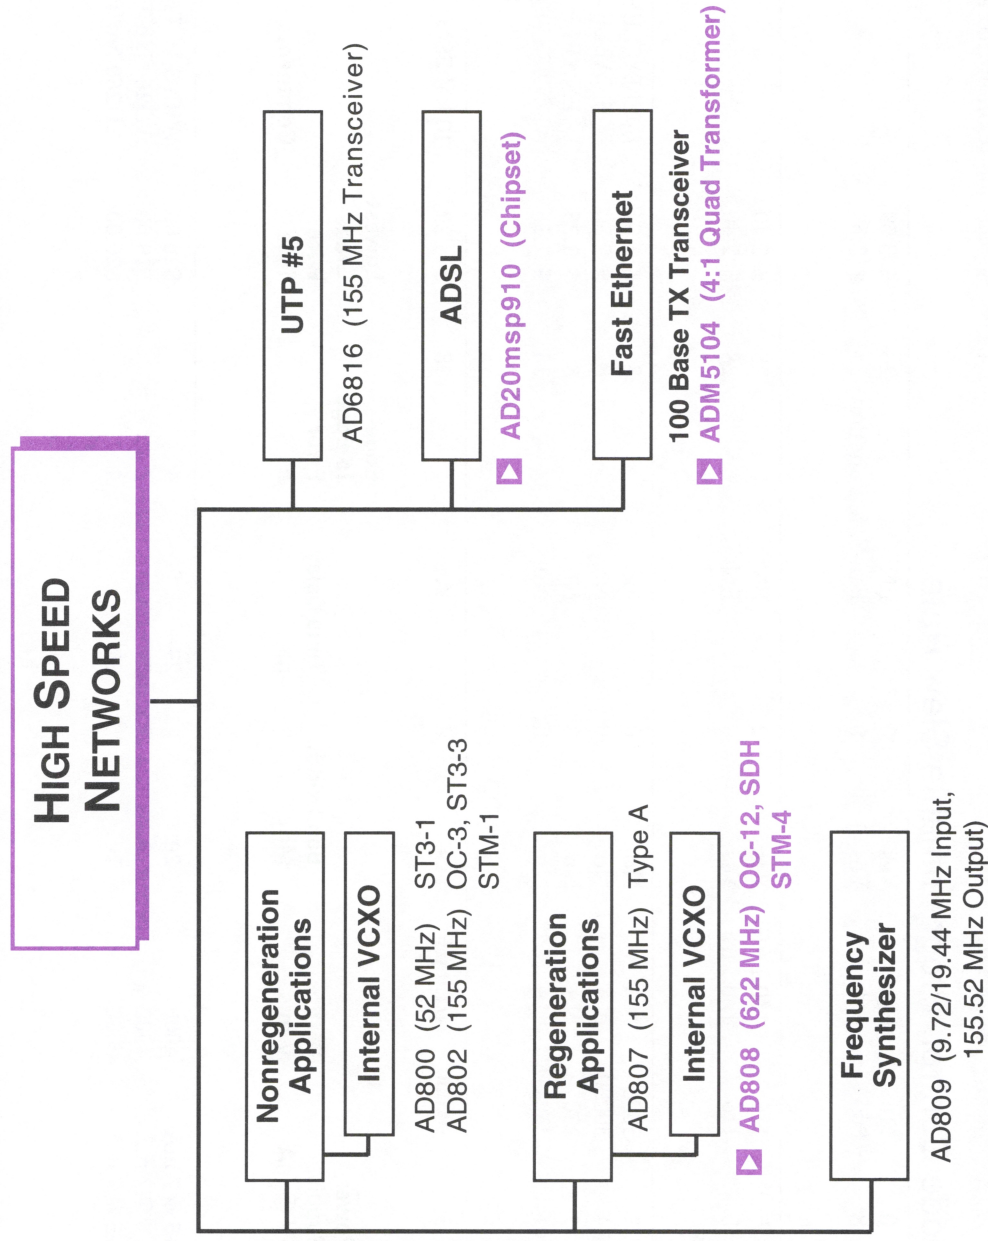 HIGH SPEED
NETWORKS
Nonregeneration
Applications
Internal VCXO
AD800 (52 MHz) ST3-1
AD802 (155 MHz) OC-3, ST3-3
STM-1
Regeneration
Applications
AD807 (155 MHz) Type A
Internal VCXO
AD808 (622 MHz) OC-12, SDH
STM-4
Frequency
Synthesizer
AD809 (9.72/19.44 MHz Input,
155.52 MHz Output)
UTP #5
AD6816 (155 MHz Transceiver)
ADSL
AD20msp910 (Chipset)
Fast Ethernet
100 Base TX Transceiver
ADM5104 (4:1 Quad Transformer)